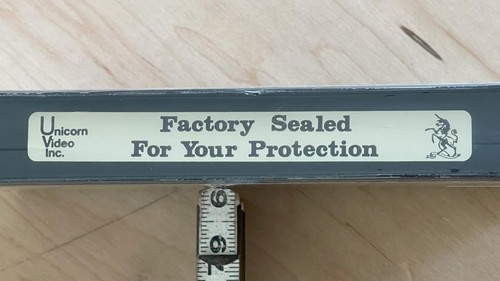 Unicorn
Video
Inc.
Factory Sealed
For Your Protection